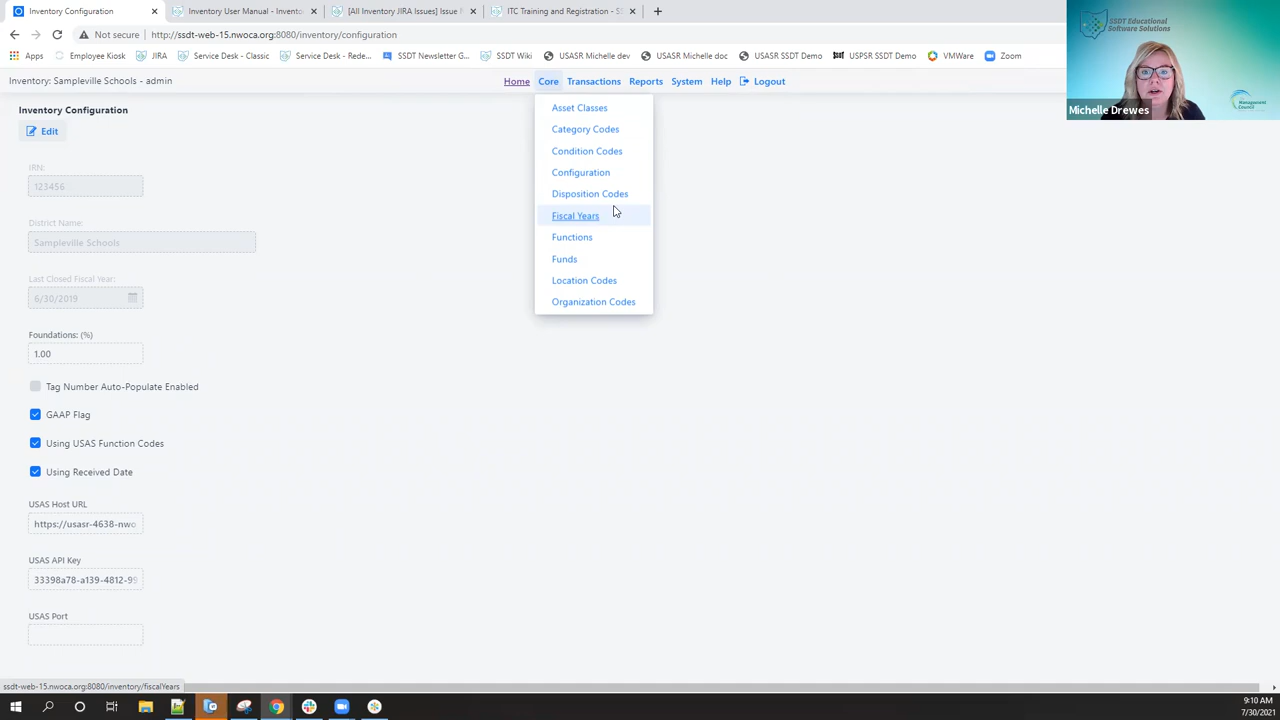 Inventory Configuration
Inventory User Manual - Invento
[All Inventory JIRA Issues] Issue
ITC Training and Registration - SS
Not secure
http://ssdt-web-15.nwoca.org:8080/inventory/configuration
Apps
Employee Kiosk
JIRA
Service Desk - Classic
Service Desk - Rede...
SSDT Newsletter G...
SSDT Wiki
USASR Michelle dev
USASR Michelle doc
USASR SSDT Demo
USPSR SSDT Demo
VMWare
Zoom
SSDT Educational
Software Solutions
Management
Council
Michelle Drewes
Inventory: Sampleville Schools - admin
Home
Core
Transactions
Reports
System
Help
Logout
Inventory Configuration
Edit
Asset Classes
Category Codes
Condition Codes
Configuration
Disposition Codes
Fiscal Years
Functions
Funds
Location Codes
Organization Codes
IRN:
123456
District Name:
Sampleville Schools
Last Closed Fiscal Year:
6/30/2019
Foundations: (%)
1.00
Tag Number Auto-Populate Enabled
GAAP Flag
Using USAS Function Codes
Using Received Date
USAS Host URL
https://usasr-4638-nwo
USAS API Key
33398a78-a139-4812-99
USAS Port
ssdt-web-15.nwoca.org:8080/inventory/fiscalYears
9:10 AM
7/30/2021